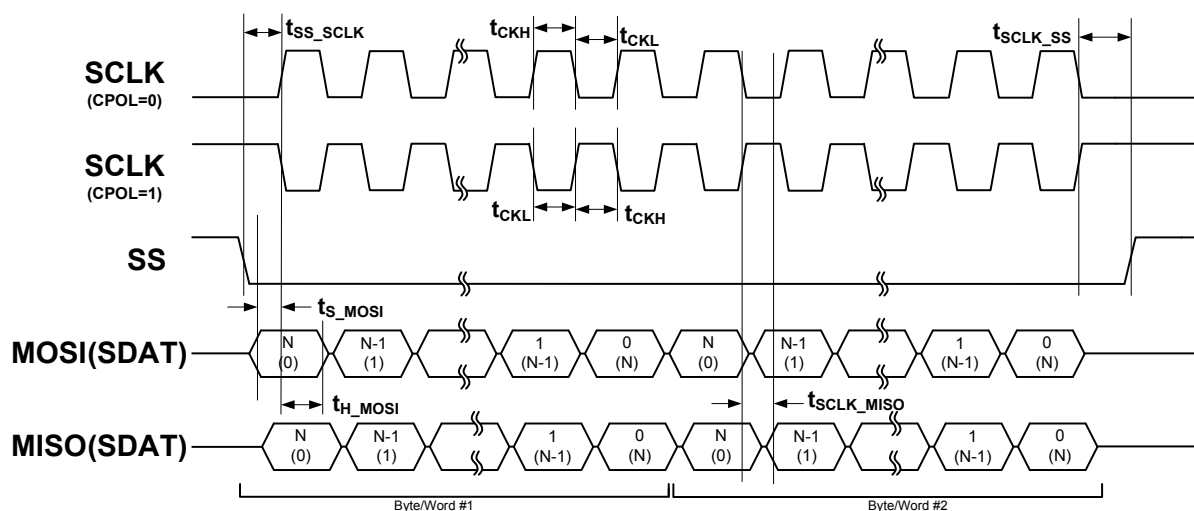 tSS_SCLK
tCKH
tCKL
tSCLK_SS
SCLK
(CPOL=0)
SCLK
(CPOL=1)
tCKL
tCKH
SS
tS_MOSI
MOSI(SDAT)
N N-1 1 0 N N-1 1 0
(0) (1) (N-1) (N) (0) (1) (N-1) (N)
tH_MOSI
tSCLK_MISO
MISO(SDAT)
N N-1 1 0 N N-1 1 0
(0) (1) (N-1) (N) (0) (1) (N-1) (N)
Byte/Word #1 Byte/Word #2